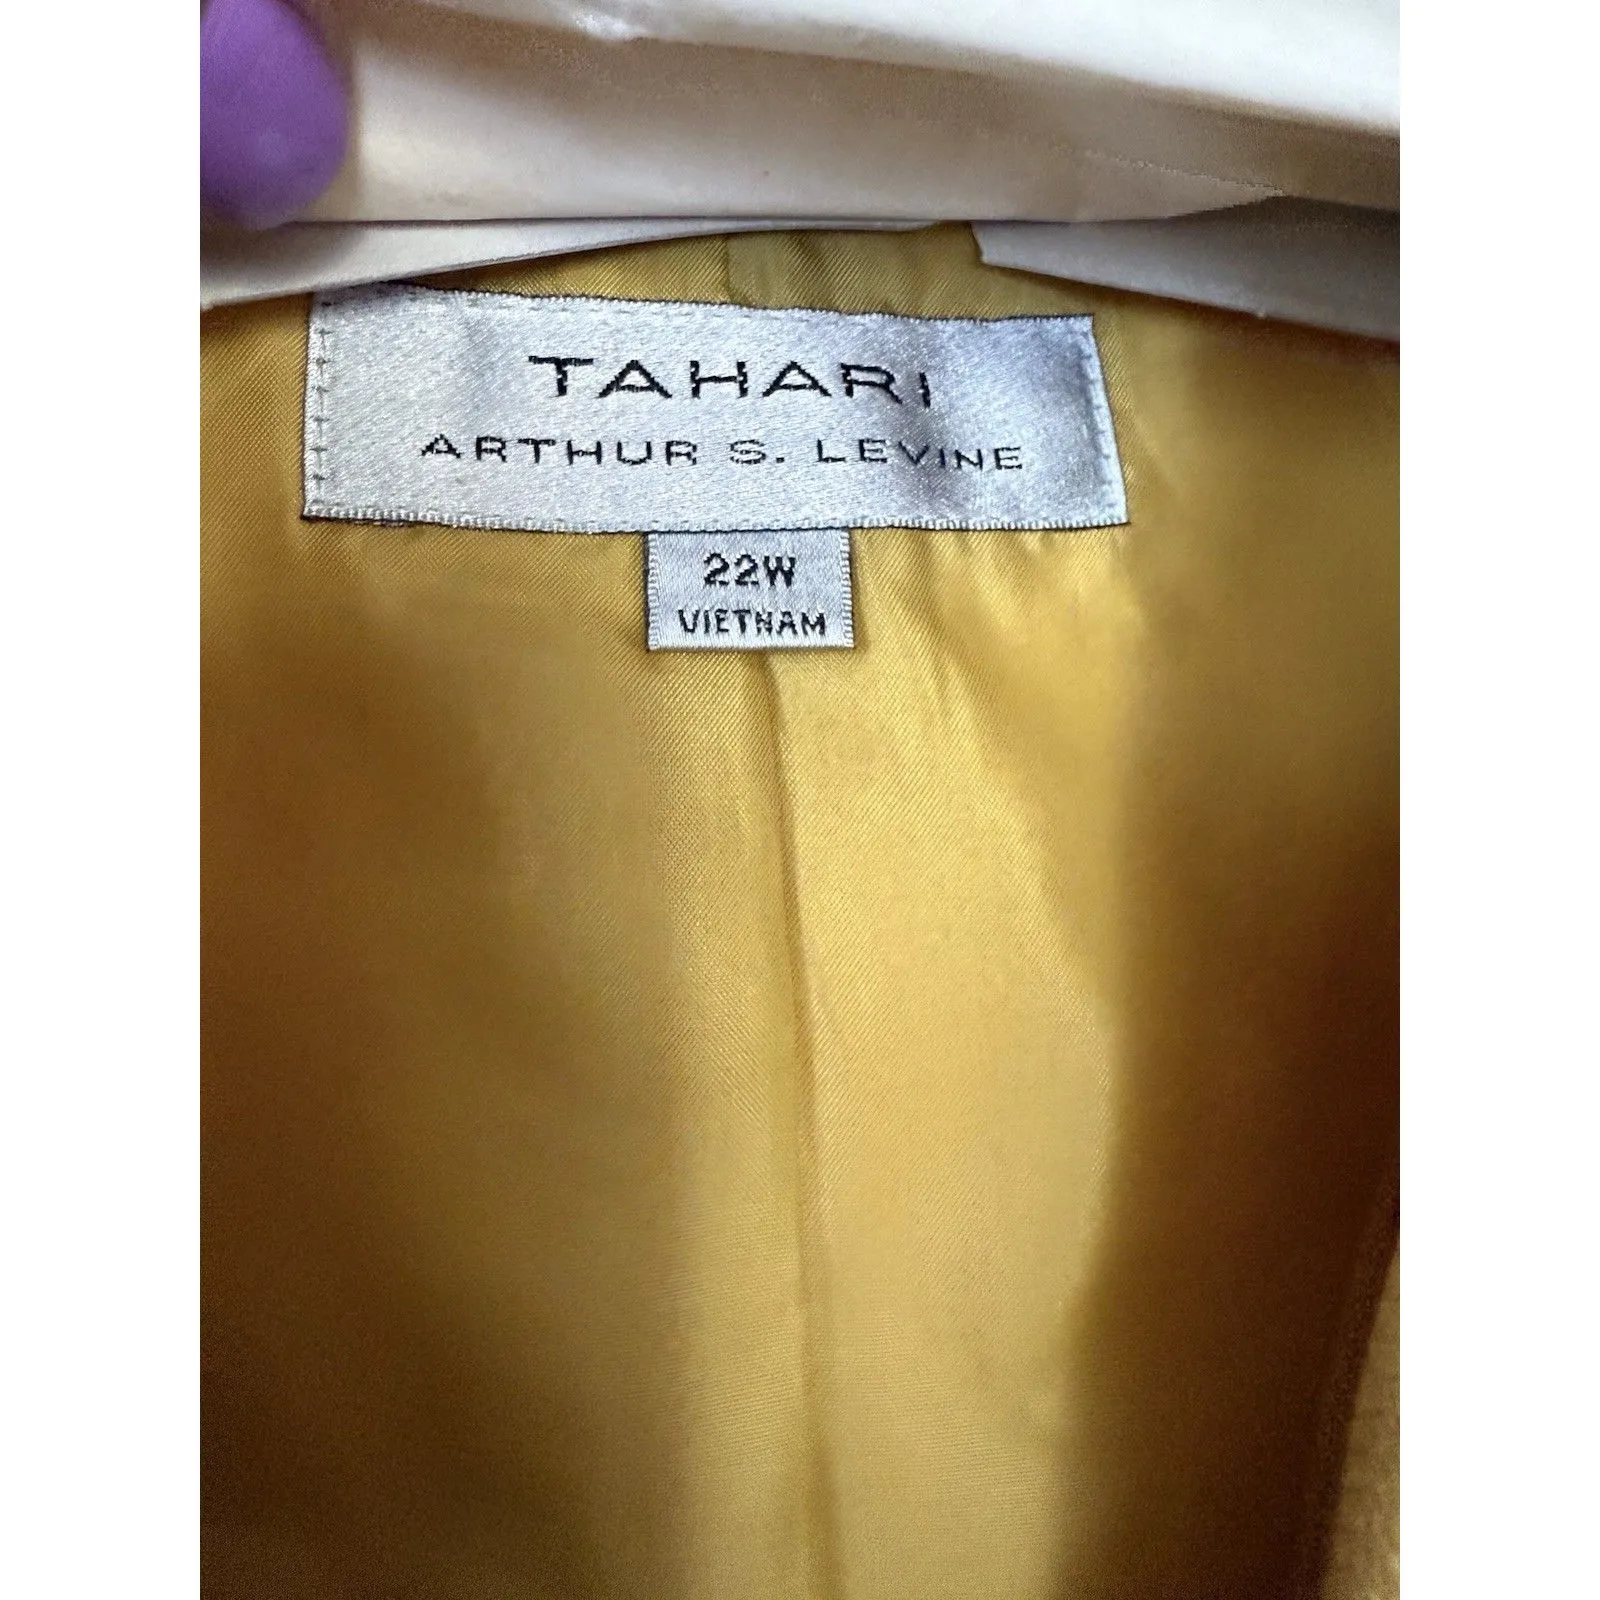 TAHARI
ARTHUR S. LEVINE
22W
VIETNAM